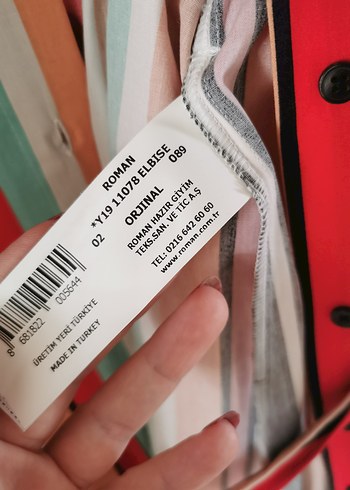 ROMAN
*Y19 11078 ELBISE
02 ORJINAL 089
ROMAN HAZIR GİYİM
TEKS.SAN. VE TİC A.Ş
TEL: 0216 642 60 60
www.roman.com.tr
8 681822 005644
ÜRETİM YERİ TÜRKİYE
MADE IN TURKEY